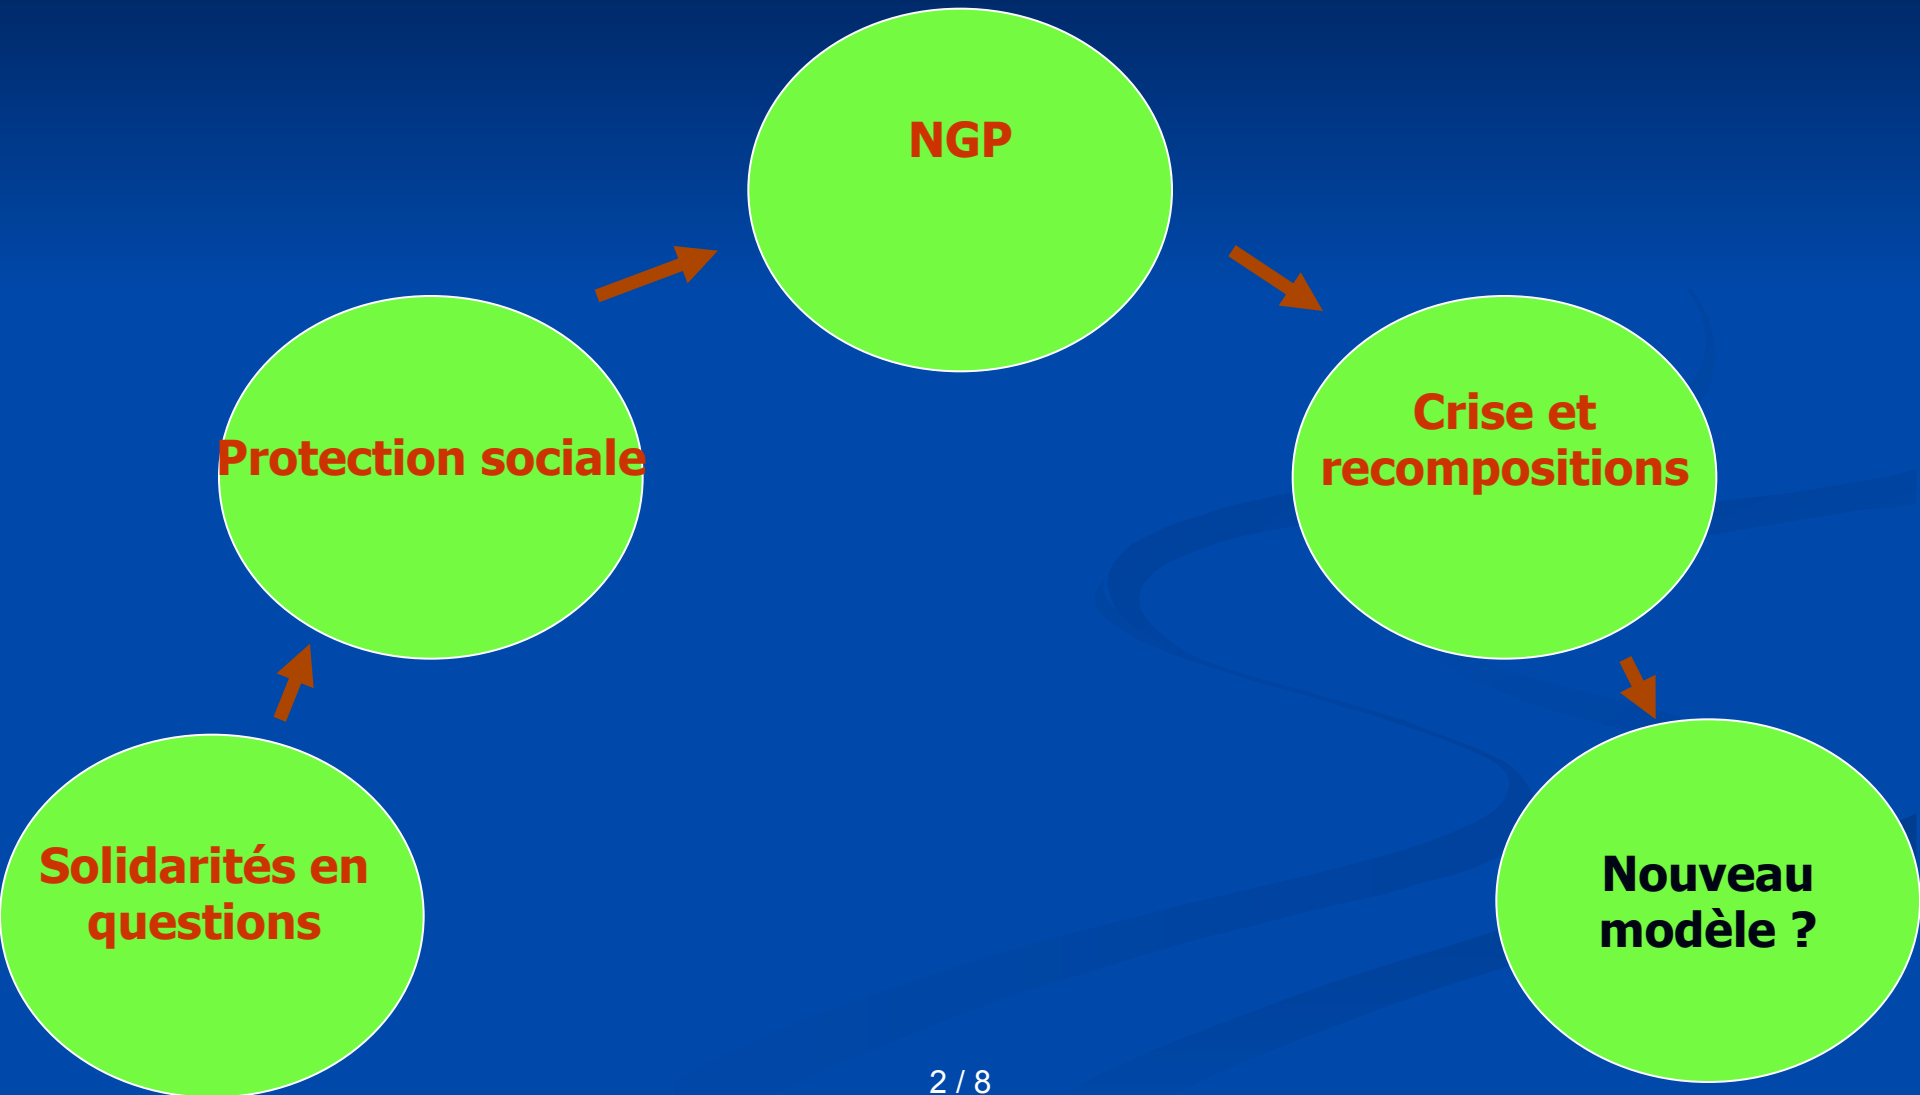 NGP
Crise et
recompositions
Protection sociale
Solidarités en
questions
Nouveau
modèle ?
2 / 8